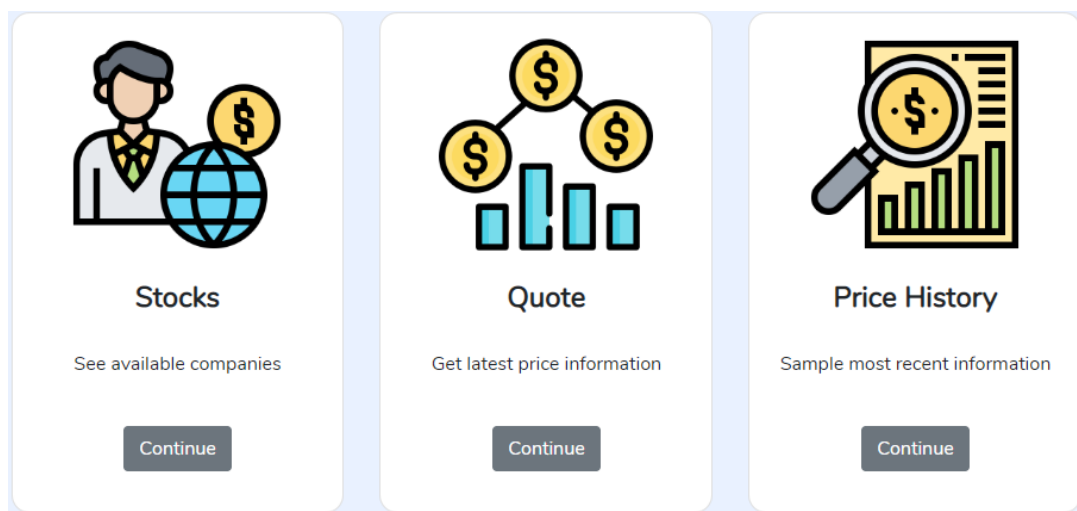 Stocks
See available companies
Continue
Quote
Get latest price information
Continue
Price History
Sample most recent information
Continue